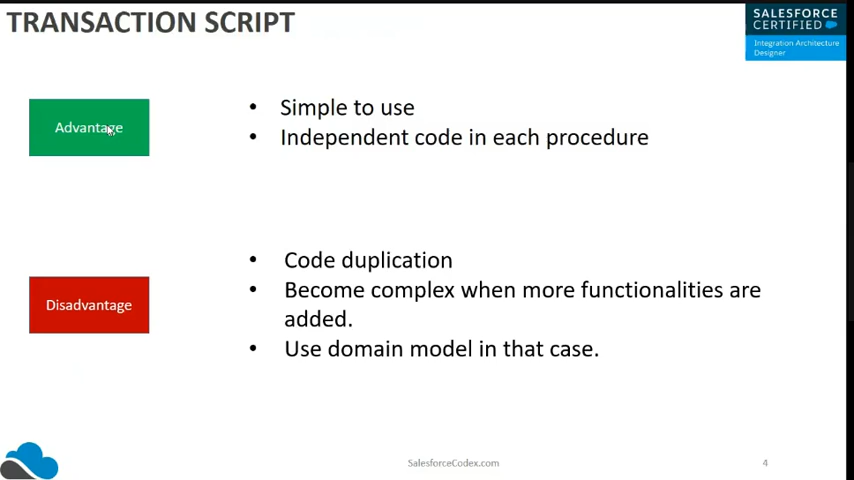 TRANSACTION SCRIPT
SALESFORCE
CERTIFIED
Integration Architecture
Designer
Advantage
• Simple to use
• Independent code in each procedure
Disadvantage
• Code duplication
• Become complex when more functionalities are
added.
• Use domain model in that case.
SalesforceCodex.com
4